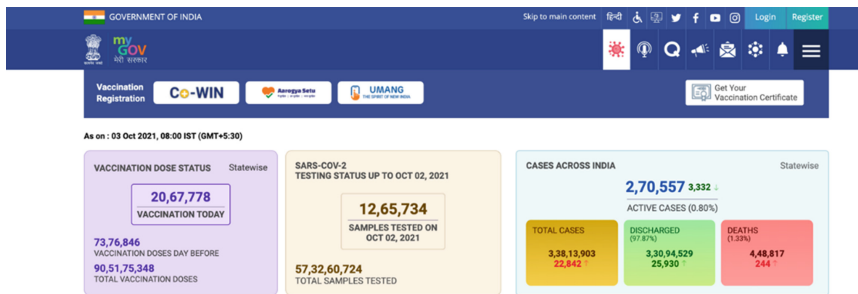 GOVERNMENT OF INDIA
Skip to main content हिन्दी
Login Register
my
GOV
मेरी सरकार
Vaccination
Registration
Co-WIN
Aarogya Setu
UMANG
Get Your
Vaccination Certificate
As on : 03 Oct 2021, 08:00 IST (GMT+5:30)
VACCINATION DOSE STATUS Statewise
20,67,778
VACCINATION TODAY
73,76,846
VACCINATION DOSES DAY BEFORE
90,51,75,348
TOTAL VACCINATION DOSES
SARS-COV-2
TESTING STATUS UP TO OCT 02, 2021
12,65,734
SAMPLES TESTED ON
OCT 02, 2021
57,32,60,724
TOTAL SAMPLES TESTED
CASES ACROSS INDIA Statewise
2,70,557 3,332 ↓
ACTIVE CASES (0.80%)
TOTAL CASES
3,38,13,903
22,842 ↑
DISCHARGED
(97.87%)
3,30,94,529
25,930 ↑
DEATHS
(1.33%)
4,48,817
244 ↑